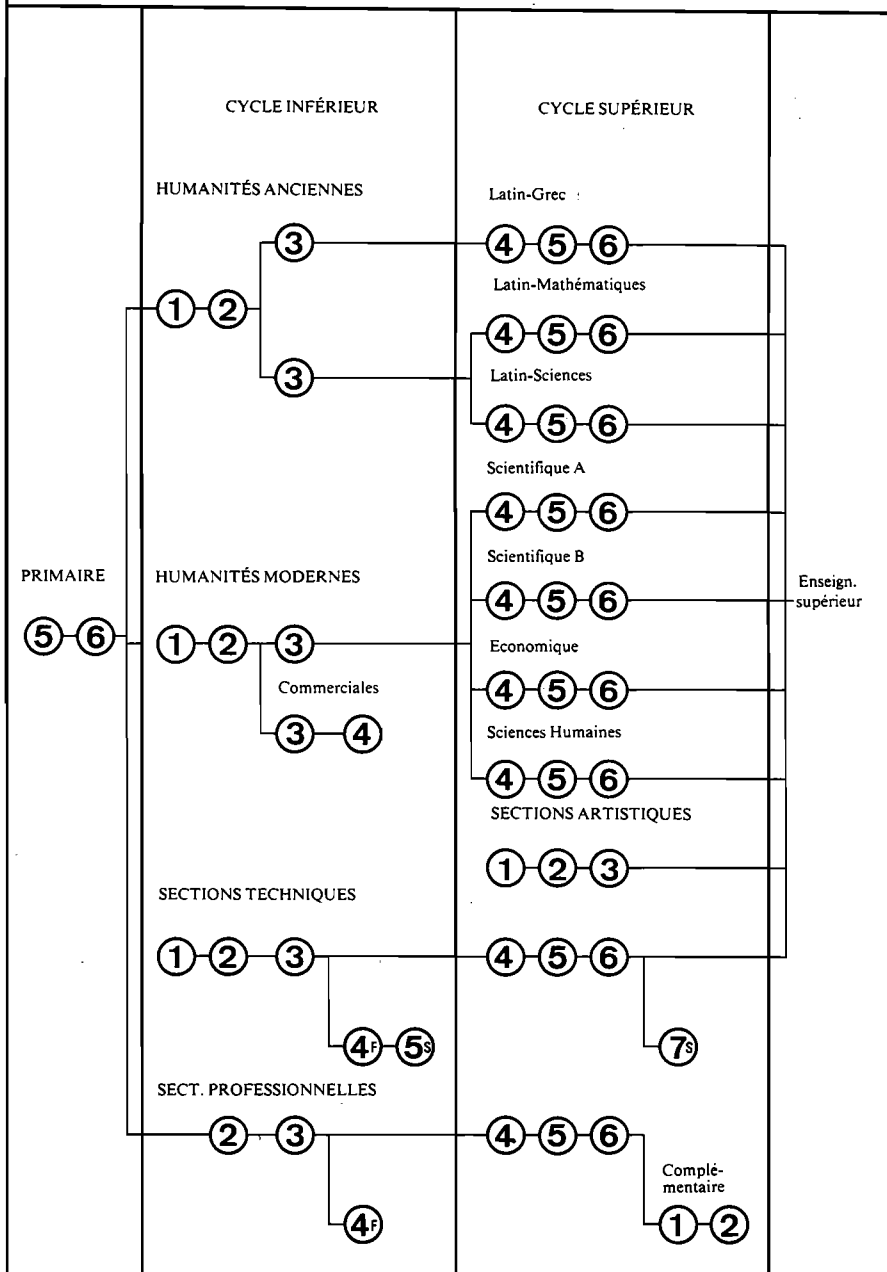 CYCLE INFÉRIEUR
CYCLE SUPÉRIEUR
HUMANITÉS ANCIENNES
Latin-Grec
3
4 5 6
Latin-Mathématiques
1 2
4 5 6
3
Latin-Sciences
4 5 6
Scientifique A
4 5 6
Scientifique B
PRIMAIRE
HUMANITÉS MODERNES
Enseign.
supérieur
4 5 6
5 6
1 2 3
Economique
Commerciales
4 5 6
3 4
Sciences Humaines
4 5 6
SECTIONS ARTISTIQUES
1 2 3
SECTIONS TECHNIQUES
1 2 3
4 5 6
4F 5S
7S
SECT. PROFESSIONNELLES
2 3
4 5 6
Complé-
mentaire
4F
1 2